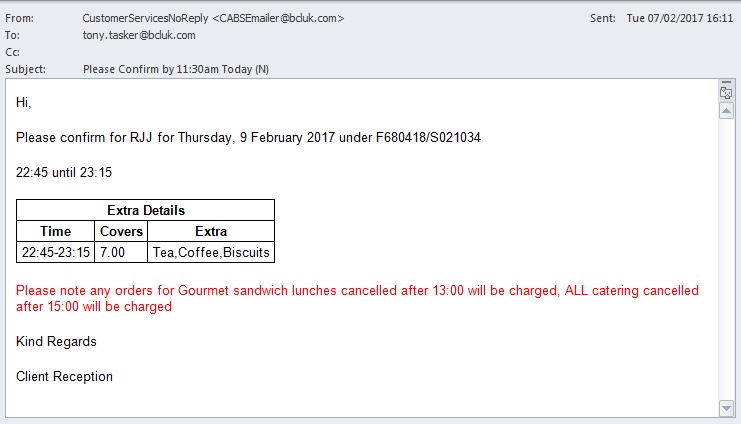 From: CustomerServicesNoReply <CABSEmailer@bcluk.com> Sent: Tue 07/02/2017 16:11
To: tony.tasker@bcluk.com
Cc:
Subject: Please Confirm by 11:30am Today (N)
Hi,
Please confirm for RJJ for Thursday, 9 February 2017 under F680418/S021034
22:45 until 23:15
Extra Details
Time Covers Extra
22:45-23:15 7.00 Tea,Coffee,Biscuits
Please note any orders for Gourmet sandwich lunches cancelled after 13:00 will be charged, ALL catering cancelled
after 15:00 will be charged
Kind Regards
Client Reception